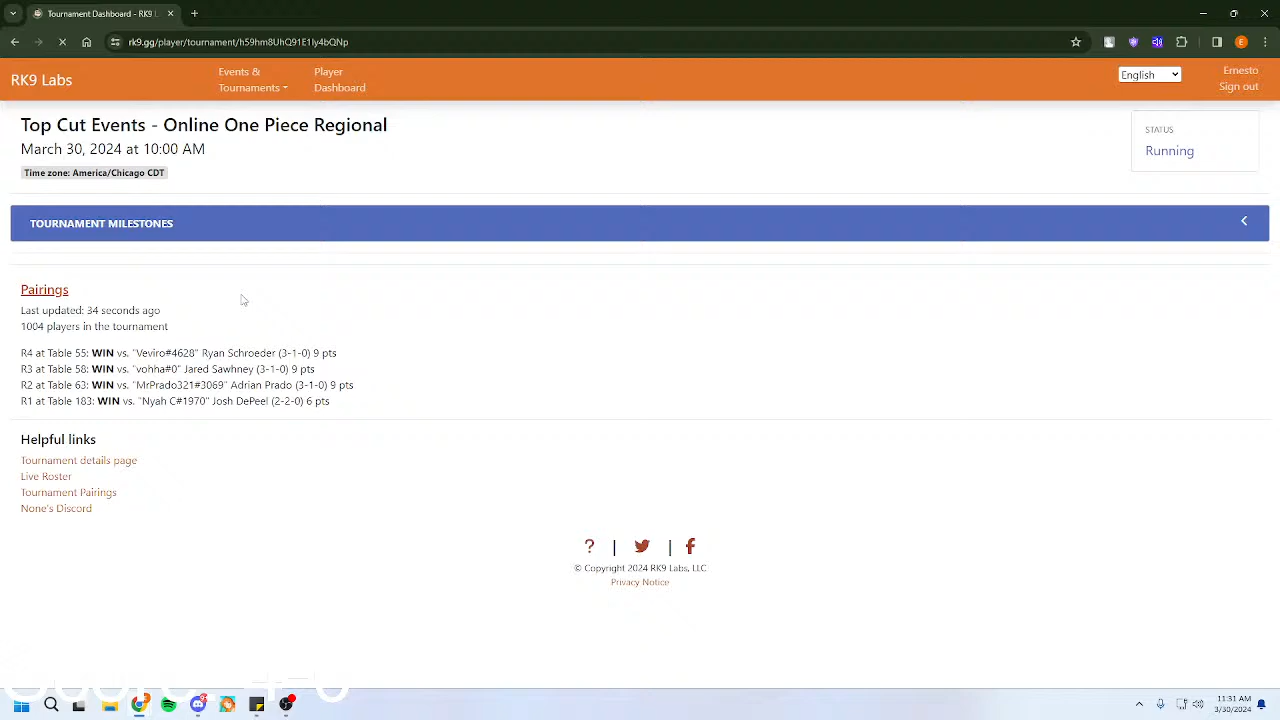 Tournament Dashboard - RK9 L
rk9.gg/player/tournament/h59hm8UhQ91E1Iy4bQNp
RK9 Labs
Events & Tournaments
Player Dashboard
English
Ernesto
Sign out
Top Cut Events - Online One Piece Regional
March 30, 2024 at 10:00 AM
Time zone: America/Chicago CDT
STATUS
Running
TOURNAMENT MILESTONES
Pairings
Last updated: 34 seconds ago
1004 players in the tournament
R4 at Table 55: WIN vs. "Veviro#4628" Ryan Schroeder (3-1-0) 9 pts
R3 at Table 58: WIN vs. "vohha#0" Jared Sawhney (3-1-0) 9 pts
R2 at Table 63: WIN vs. "MrPrado321#3069" Adrian Prado (3-1-0) 9 pts
R1 at Table 183: WIN vs. "Nyah C#1970" Josh DePeel (2-2-0) 6 pts
Helpful links
Tournament details page
Live Roster
Tournament Pairings
None's Discord
? | |
© Copyright 2024 RK9 Labs, LLC
Privacy Notice
11:31 AM
3/30/2024